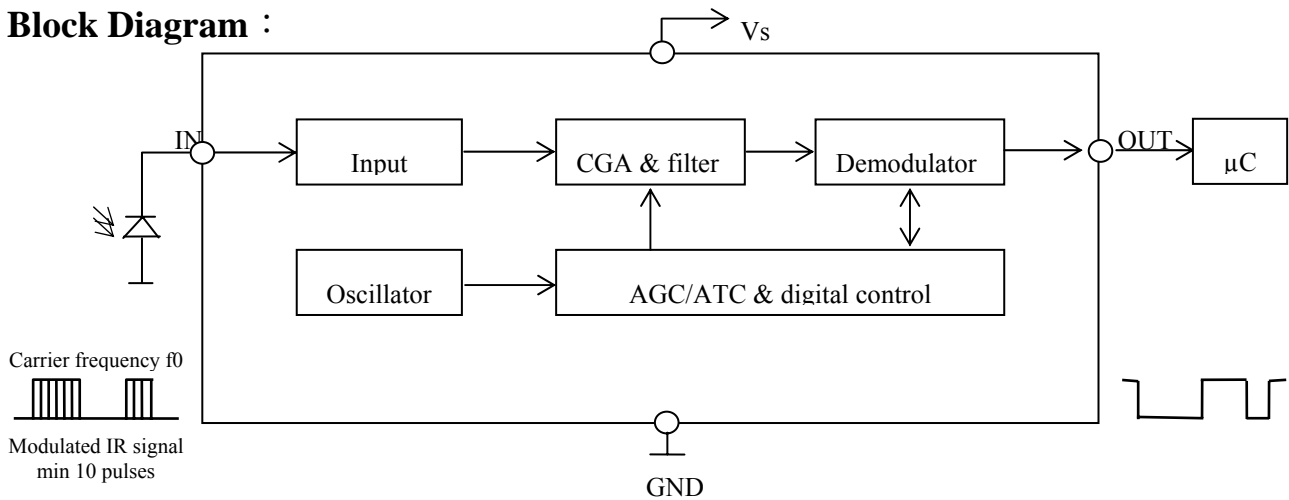 Block Diagram：
Vs
IN
Input
CGA & filter
Demodulator
OUT
µC
Oscillator
AGC/ATC & digital control
Carrier frequency f0
Modulated IR signal
min 10 pulses
GND